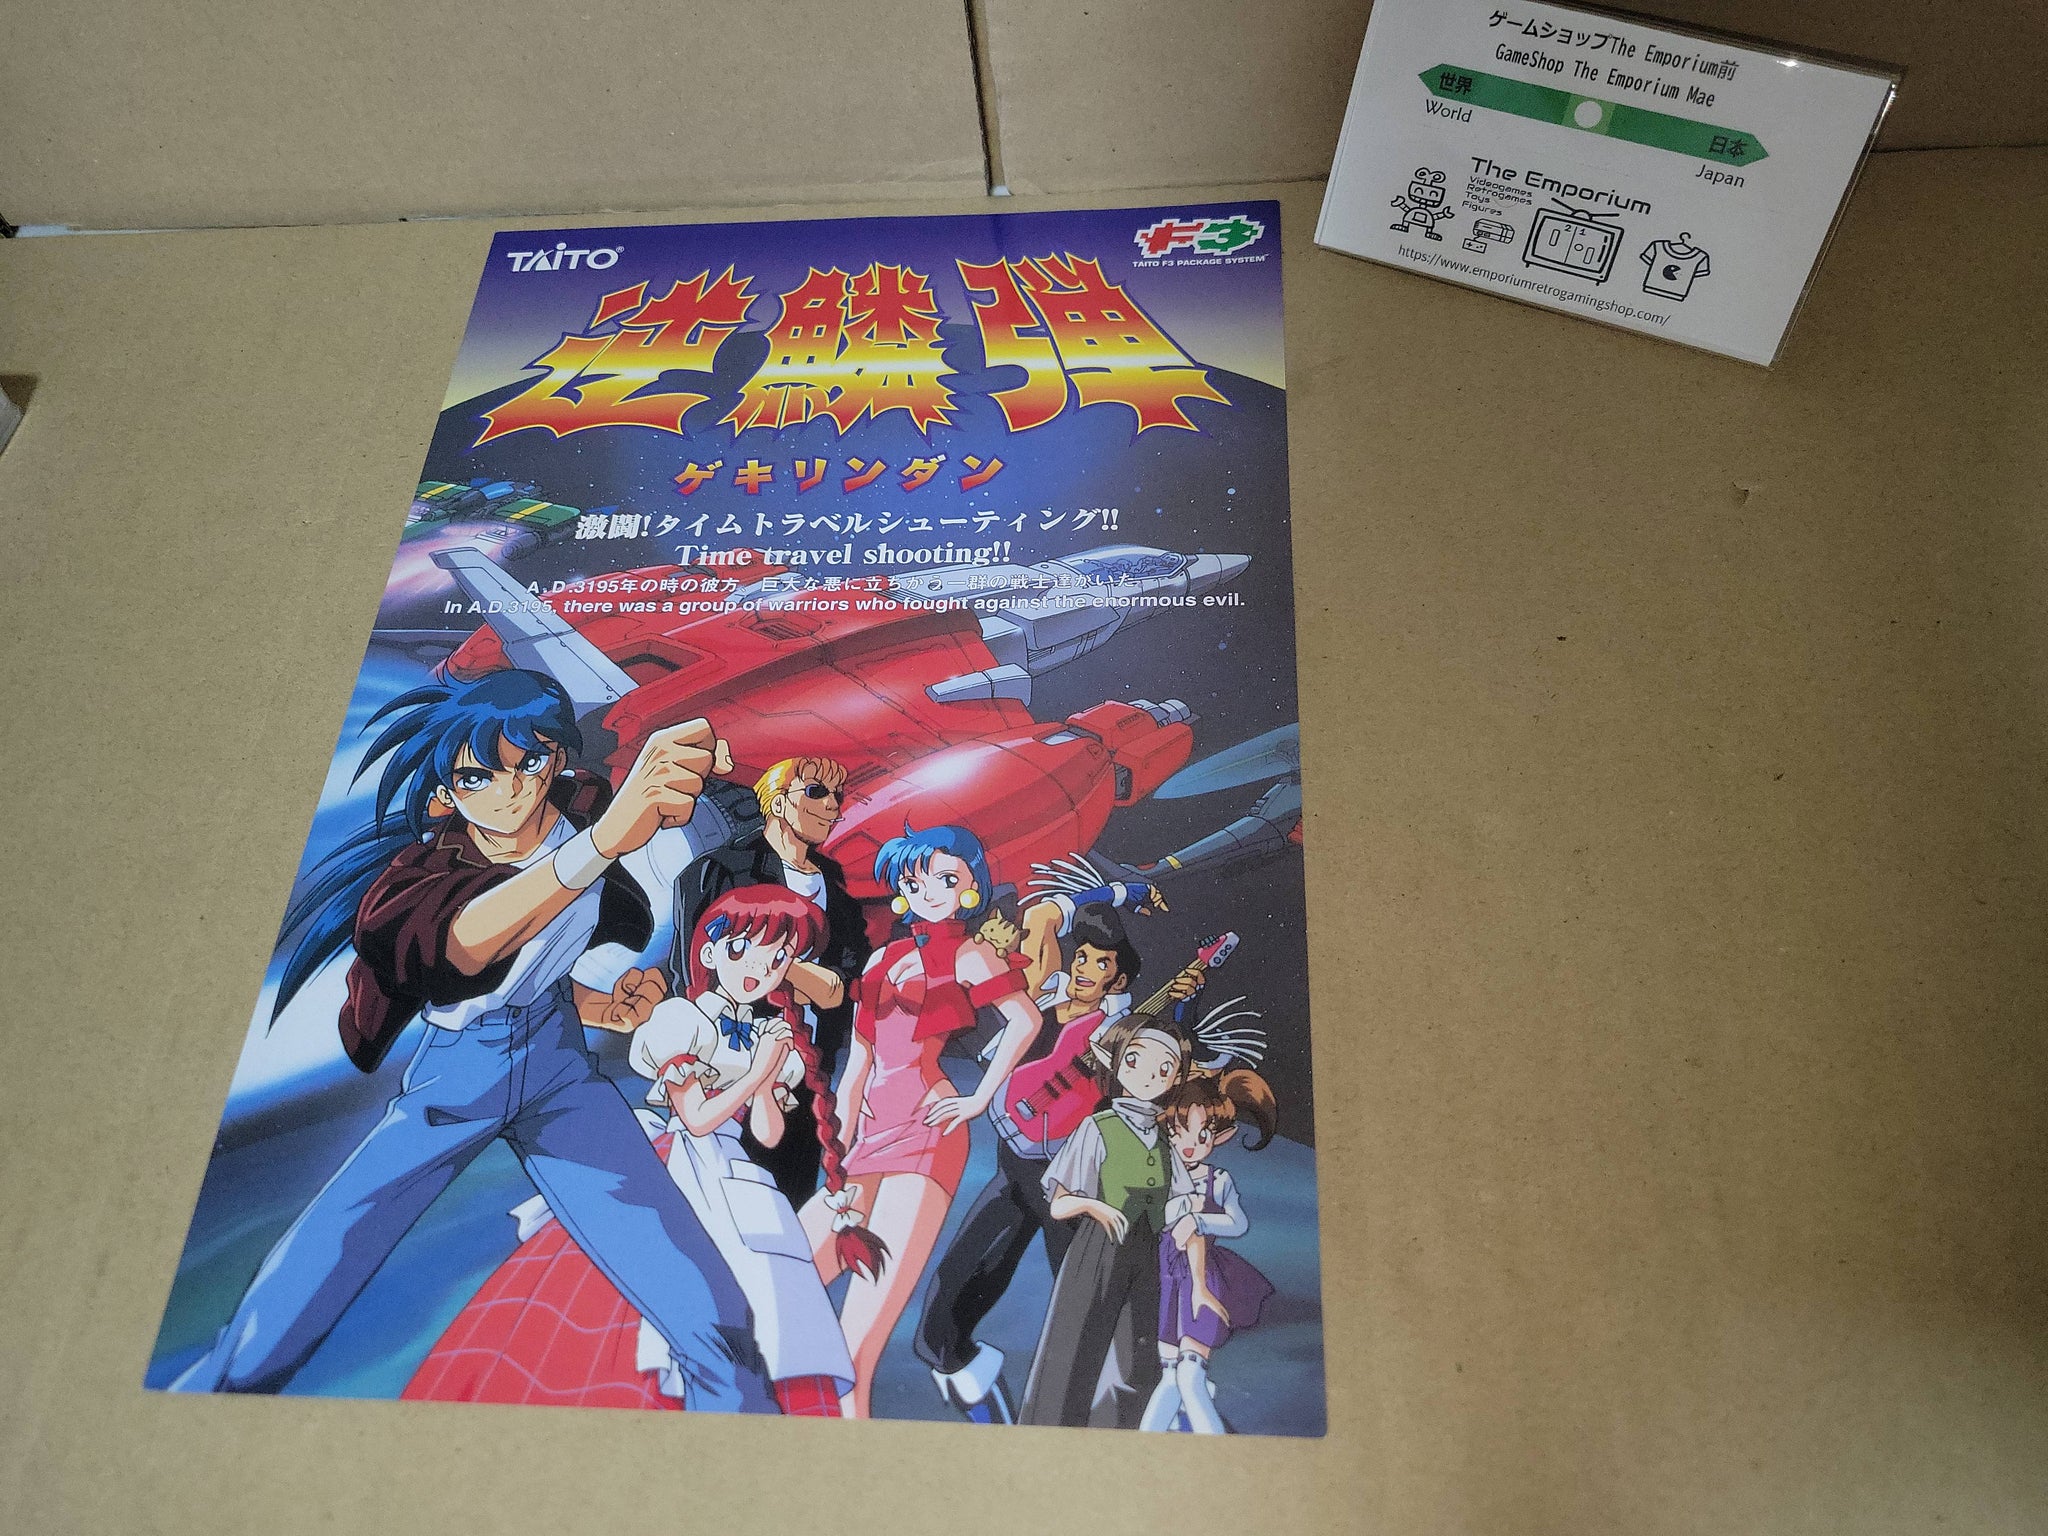 TAITO®
F3
TAITO F3 PACKAGE SYSTEM™
逆鱗弾
ゲキリンダン
激闘!タイムトラベルシューティング!!
Time travel shooting!!
A.D.3195年の時の彼方、巨大な悪に立ちむかう一群の戦士達がいた
In A.D.3195, there was a group of warriors who fought against the enormous evil.
ゲームショップThe Emporium前
GameShop The Emporium Mae
世界
World
日本
Japan
The Emporium
Videogames
Retrogames
Toys
Figures
2 1
https://www.emporiumretrogamingshop.com/